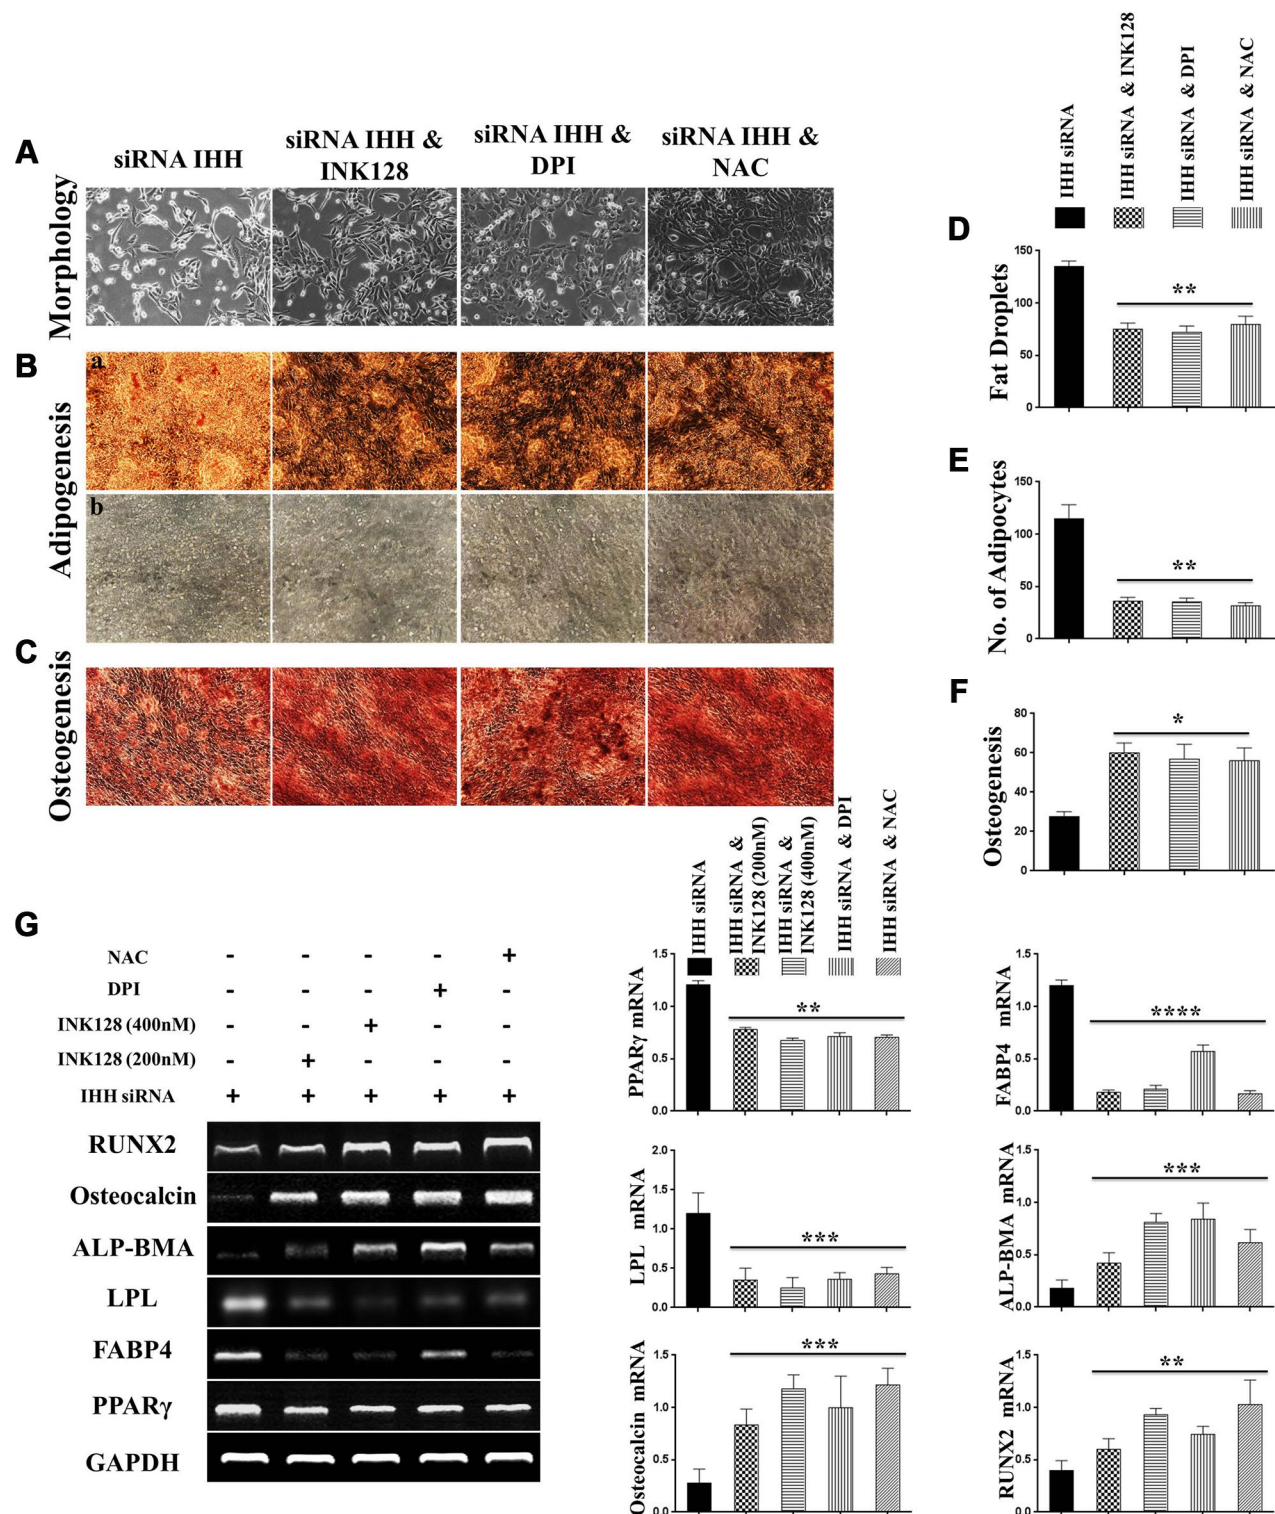 A
siRNA IHH
siRNA IHH &
INK128
siRNA IHH &
DPI
siRNA IHH &
NAC
Morphology
B
a
b
Adipogenesis
C
Osteogenesis
IHH siRNA
IHH siRNA & INK128
IHH siRNA & DPI
IHH siRNA & NAC
D
Fat Droplets
150
100
50
0
**
E
No. of Adipocytes
150
100
50
0
**
F
Osteogenesis
80
60
40
20
0
*
G
NAC - - - - +
DPI - - - + -
INK128 (400nM) - - + - -
INK128 (200nM) - + - - -
IHH siRNA + + + + +
RUNX2
Osteocalcin
ALP-BMA
LPL
FABP4
PPARγ
GAPDH
IHH siRNA
IHH siRNA &
INK128 (200nM)
IHH siRNA &
INK128 (400nM)
IHH siRNA & DPI
IHH siRNA & NAC
PPARγ mRNA
1.5
1.0
0.5
0.0
**
FABP4 mRNA
1.5
1.0
0.5
0.0
****
LPL mRNA
2.0
1.5
1.0
0.5
0.0
***
ALP-BMA mRNA
1.5
1.0
0.5
0.0
***
Osteocalcin mRNA
1.5
1.0
0.5
0.0
***
RUNX2 mRNA
1.5
1.0
0.5
0.0
**